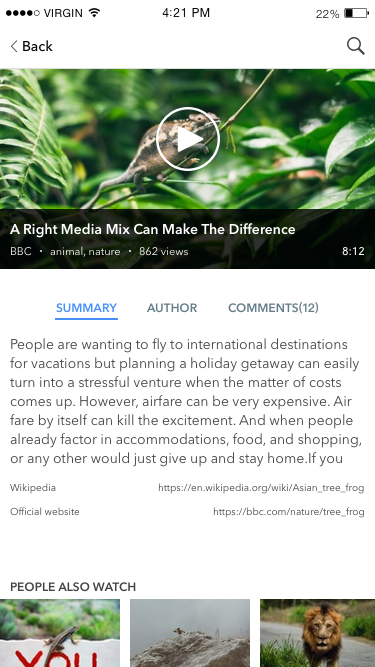 VIRGIN 4:21 PM 22%
Back
A Right Media Mix Can Make The Difference
BBC • animal, nature • 862 views 8:12
SUMMARY AUTHOR COMMENTS(12)
People are wanting to fly to international destinations
for vacations but planning a holiday getaway can easily
turn into a stressful venture when the matter of costs
comes up. However, airfare can be very expensive. Air
fare by itself can kill the excitement. And when people
already factor in accommodations, food, and shopping,
or any other would just give up and stay home.If you
Wikipedia https://en.wikipedia.org/wiki/Asian_tree_frog
Official website https://bbc.com/nature/tree_frog
PEOPLE ALSO WATCH
YOU